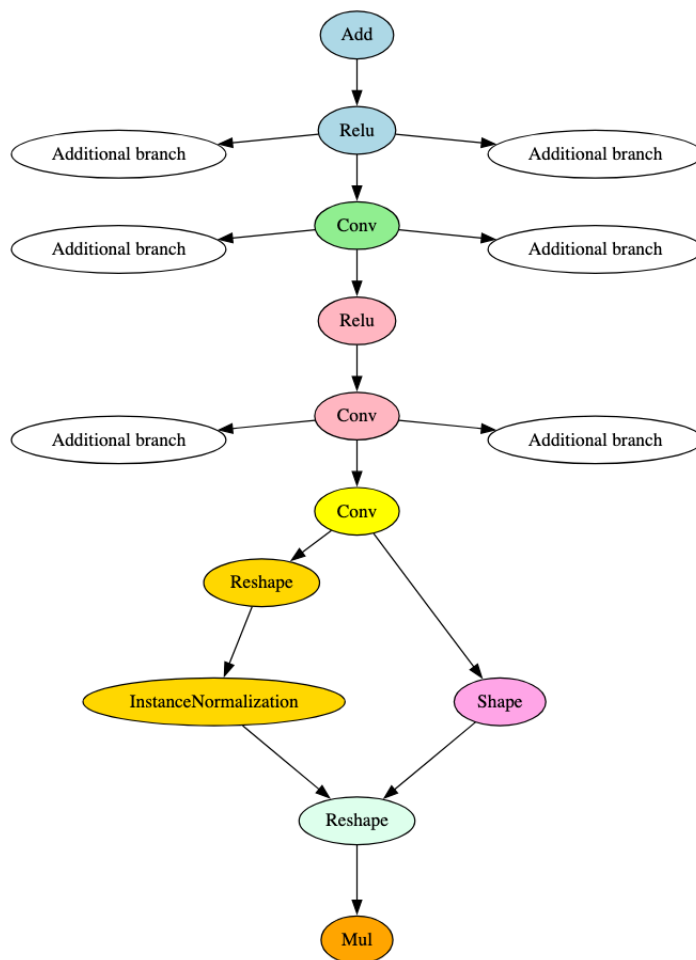 Add
Relu
Additional branch
Additional branch
Conv
Additional branch
Additional branch
Relu
Conv
Additional branch
Additional branch
Conv
Reshape
InstanceNormalization
Shape
Reshape
Mul